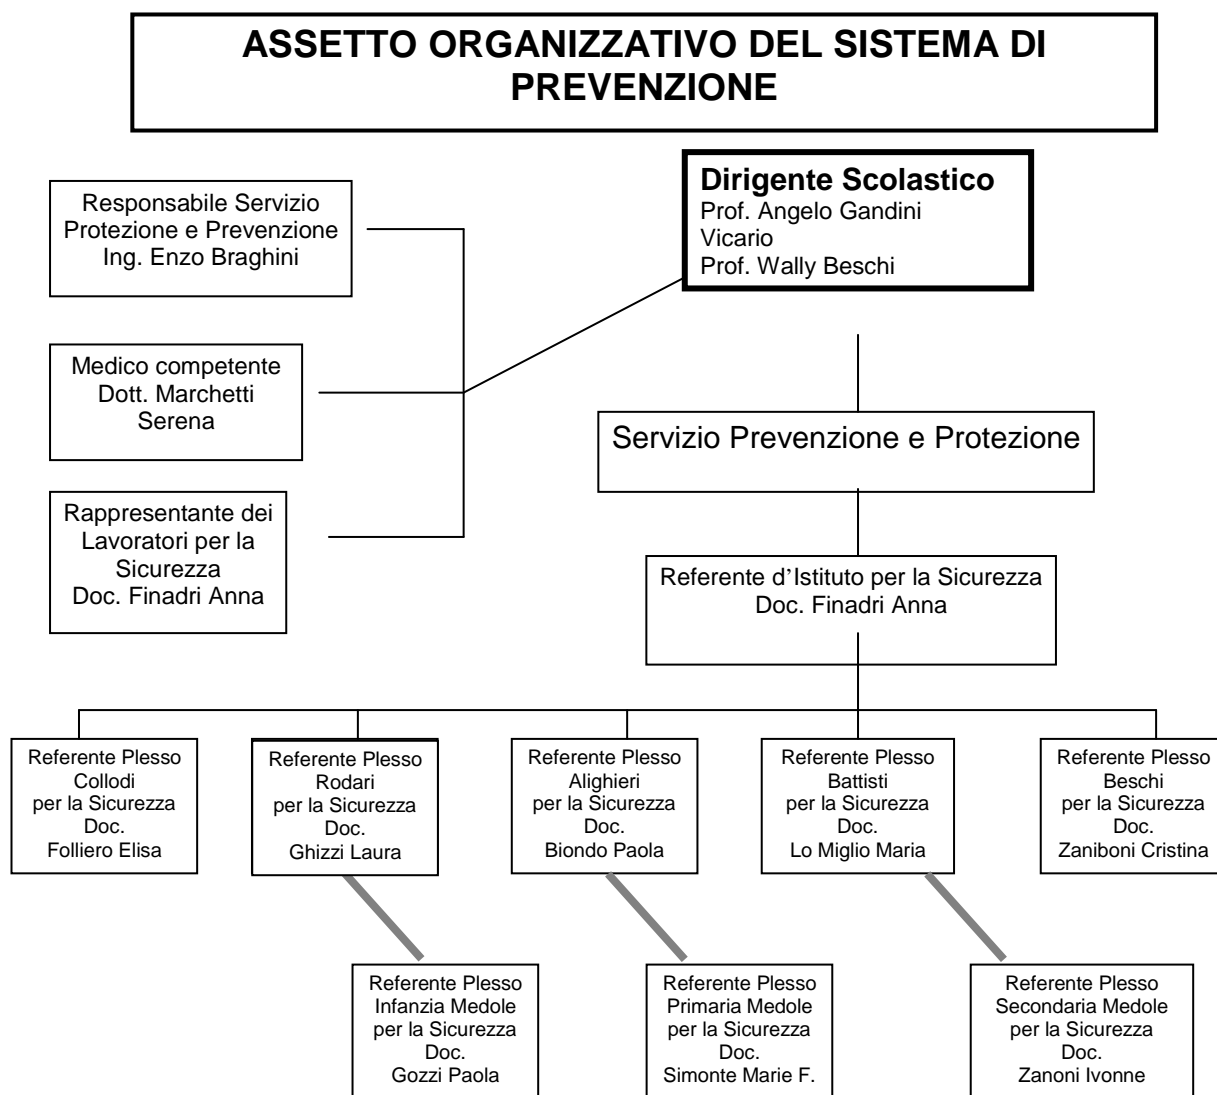 ASSETTO ORGANIZZATIVO DEL SISTEMA DI
PREVENZIONE
Dirigente Scolastico
Prof. Angelo Gandini
Vicario
Prof. Wally Beschi
Responsabile Servizio
Protezione e Prevenzione
Ing. Enzo Braghini
Medico competente
Dott. Marchetti
Serena
Rappresentante dei
Lavoratori per la
Sicurezza
Doc. Finadri Anna
Servizio Prevenzione e Protezione
Referente d’Istituto per la Sicurezza
Doc. Finadri Anna
Referente Plesso
Collodi
per la Sicurezza
Doc.
Folliero Elisa
Referente Plesso
Rodari
per la Sicurezza
Doc.
Ghizzi Laura
Referente Plesso
Alighieri
per la Sicurezza
Doc.
Biondo Paola
Referente Plesso
Battisti
per la Sicurezza
Doc.
Lo Miglio Maria
Referente Plesso
Beschi
per la Sicurezza
Doc.
Zaniboni Cristina
Referente Plesso
Infanzia Medole
per la Sicurezza
Doc.
Gozzi Paola
Referente Plesso
Primaria Medole
per la Sicurezza
Doc.
Simonte Marie F.
Referente Plesso
Secondaria Medole
per la Sicurezza
Doc.
Zanoni Ivonne